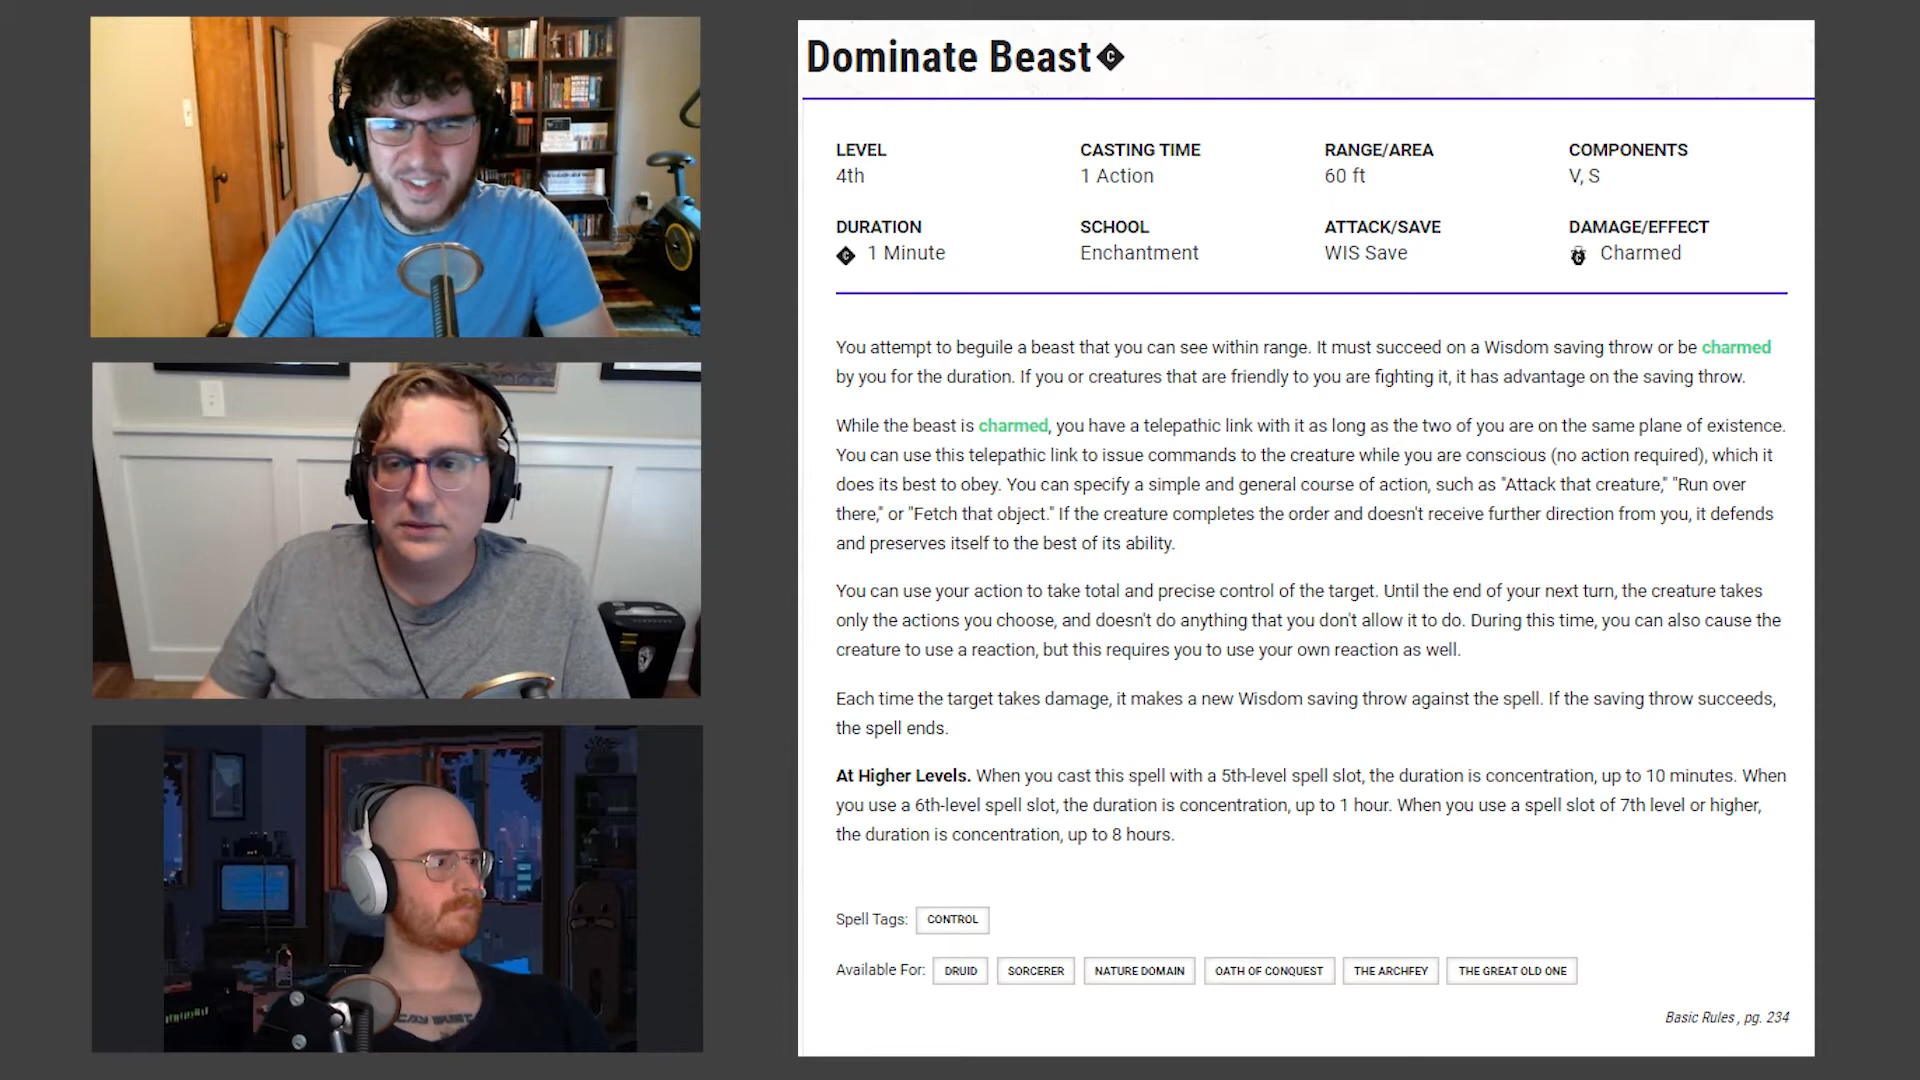 Dominate Beast
LEVEL
4th
CASTING TIME
1 Action
RANGE/AREA
60 ft
COMPONENTS
V, S
DURATION
1 Minute
SCHOOL
Enchantment
ATTACK/SAVE
WIS Save
DAMAGE/EFFECT
Charmed
You attempt to beguile a beast that you can see within range. It must succeed on a Wisdom saving throw or be charmed
by you for the duration. If you or creatures that are friendly to you are fighting it, it has advantage on the saving throw.
While the beast is charmed, you have a telepathic link with it as long as the two of you are on the same plane of existence.
You can use this telepathic link to issue commands to the creature while you are conscious (no action required), which it
does its best to obey. You can specify a simple and general course of action, such as "Attack that creature," "Run over
there," or "Fetch that object." If the creature completes the order and doesn't receive further direction from you, it defends
and preserves itself to the best of its ability.
You can use your action to take total and precise control of the target. Until the end of your next turn, the creature takes
only the actions you choose, and doesn't do anything that you don't allow it to do. During this time, you can also cause the
creature to use a reaction, but this requires you to use your own reaction as well.
Each time the target takes damage, it makes a new Wisdom saving throw against the spell. If the saving throw succeeds,
the spell ends.
At Higher Levels. When you cast this spell with a 5th-level spell slot, the duration is concentration, up to 10 minutes. When
you use a 6th-level spell slot, the duration is concentration, up to 1 hour. When you use a spell slot of 7th level or higher,
the duration is concentration, up to 8 hours.
Spell Tags: CONTROL
Available For: DRUID SORCERER NATURE DOMAIN OATH OF CONQUEST THE ARCHFEY THE GREAT OLD ONE
Basic Rules , pg. 234